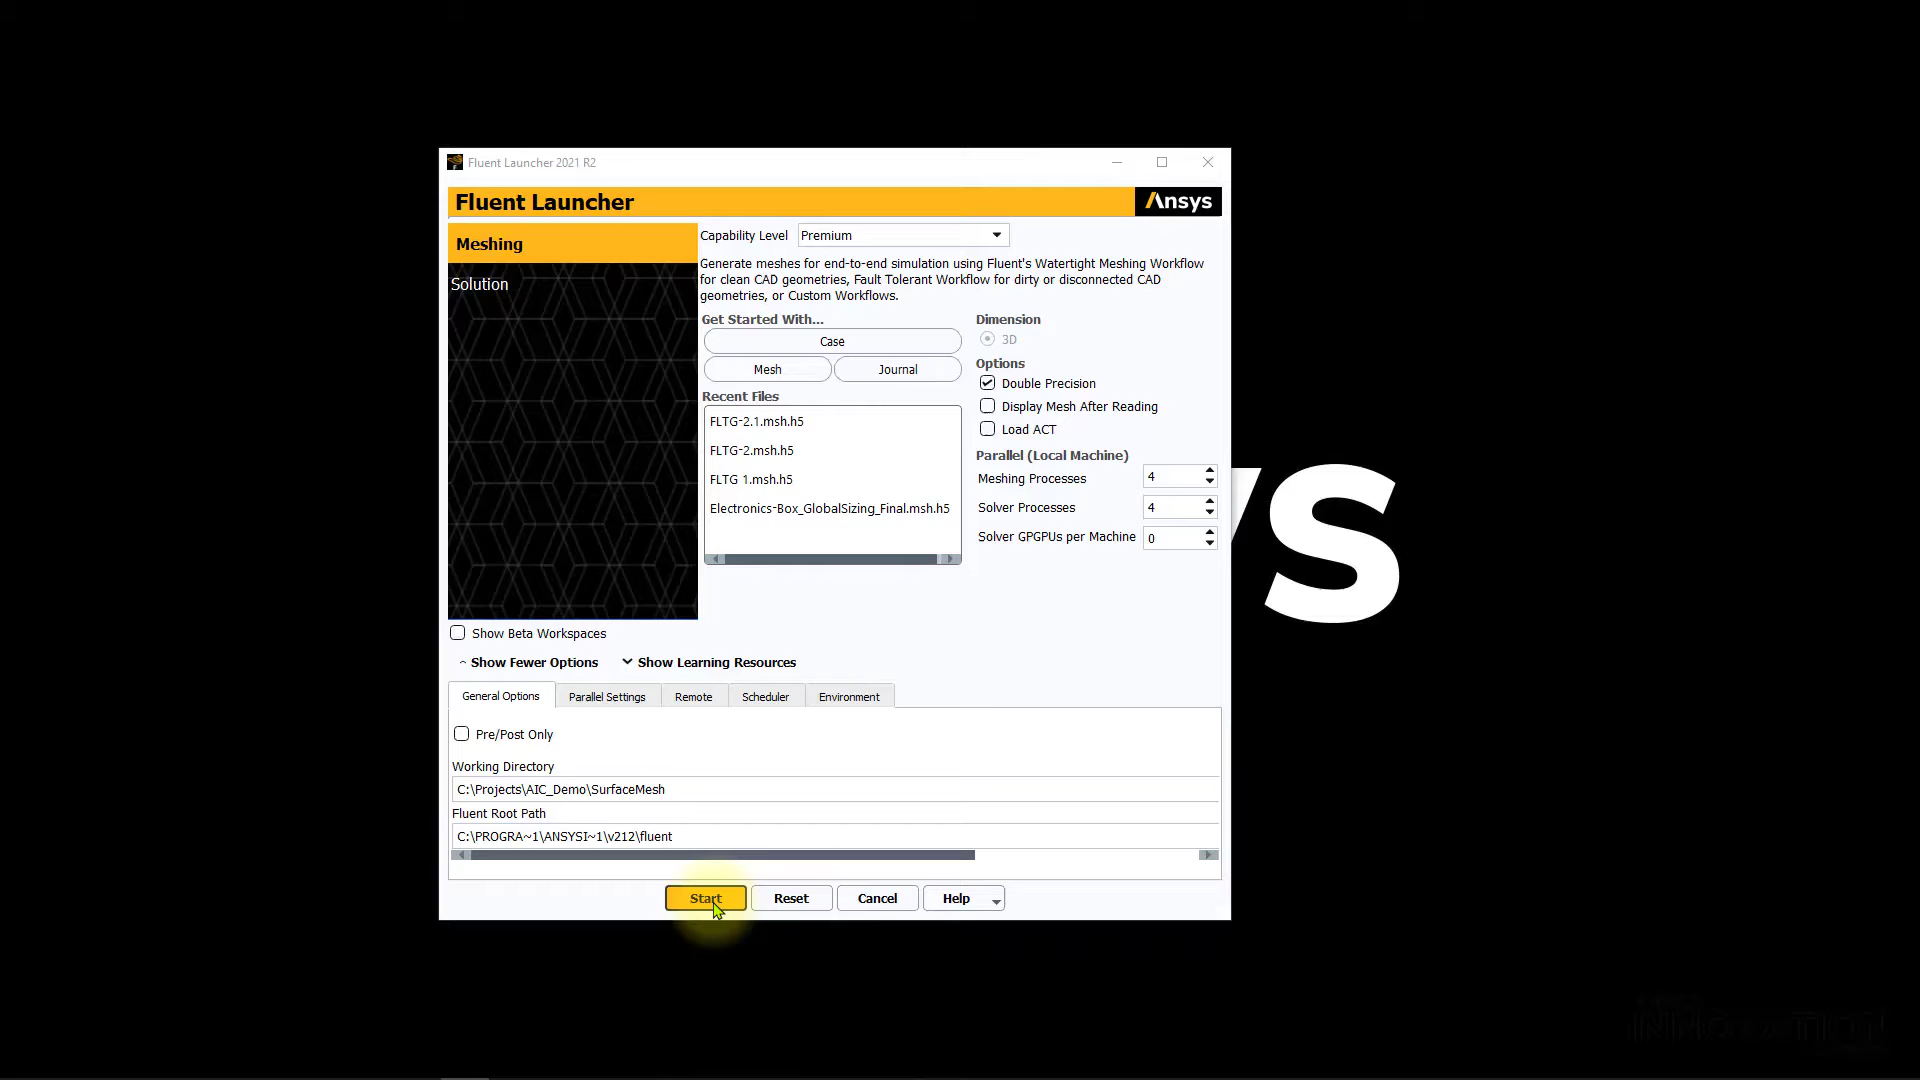 Fluent Launcher 2021 R2
Fluent Launcher
Ansys
Meshing
Solution
Capability Level
Premium
Generate meshes for end-to-end simulation using Fluent's Watertight Meshing Workflow
for clean CAD geometries, Fault Tolerant Workflow for dirty or disconnected CAD
geometries, or Custom Workflows.
Get Started With...
Case
Mesh
Journal
Recent Files
FLTG-2.1.msh.h5
FLTG-2.msh.h5
FLTG 1.msh.h5
Electronics-Box_GlobalSizing_Final.msh.h5
Dimension
3D
Options
Double Precision
Display Mesh After Reading
Load ACT
Parallel (Local Machine)
Meshing Processes
4
Solver Processes
4
Solver GPGPUs per Machine
0
ys
Show Beta Workspaces
Show Fewer Options
Show Learning Resources
General Options
Parallel Settings
Remote
Scheduler
Environment
Pre/Post Only
Working Directory
C:\Projects\AIC_Demo\SurfaceMesh
Fluent Root Path
C:\PROGRA~1\ANSYSI~1\v212\fluent
Start
Reset
Cancel
Help